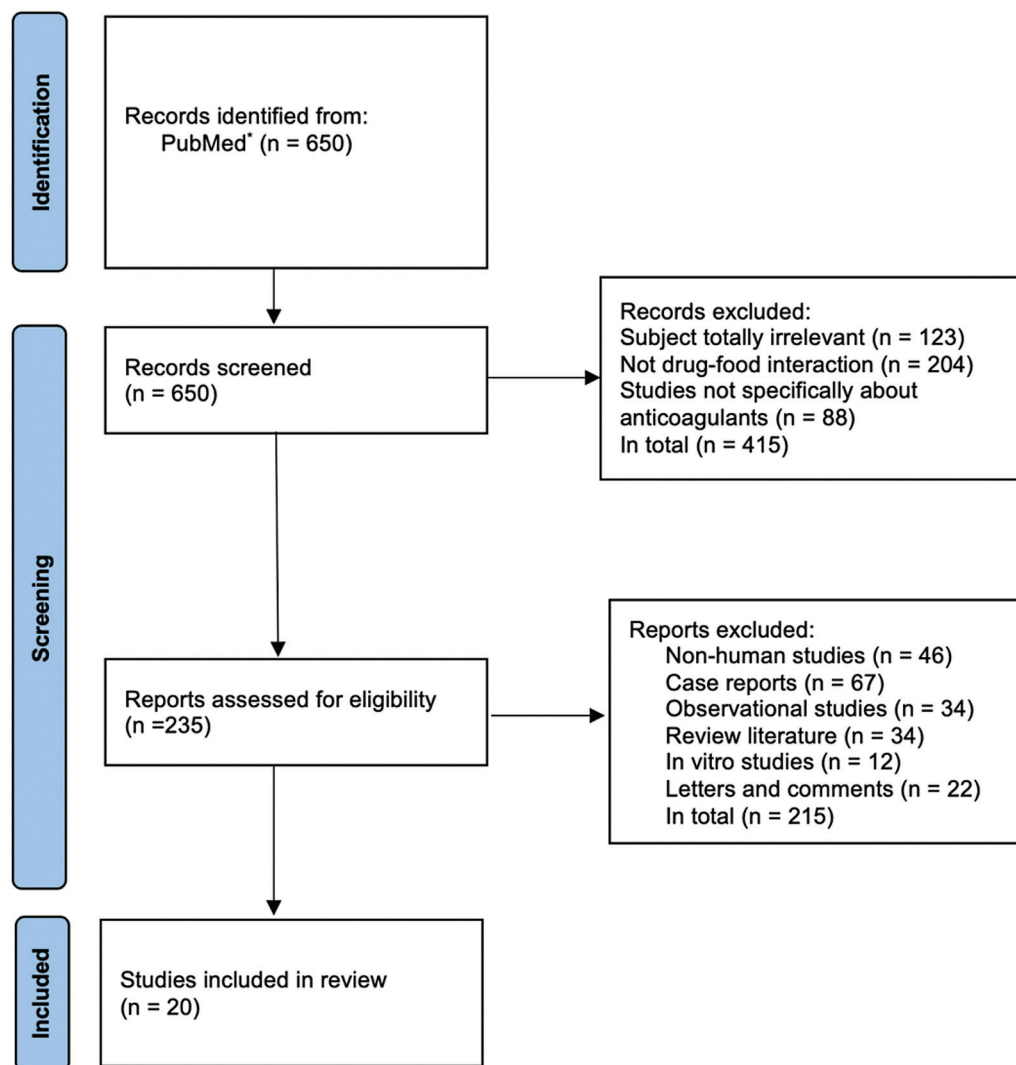 Identification
Records identified from:
PubMed* (n = 650)
Screening
Records screened
(n = 650)
Records excluded:
Subject totally irrelevant (n = 123)
Not drug-food interaction (n = 204)
Studies not specifically about
anticoagulants (n = 88)
In total (n = 415)
Reports assessed for eligibility
(n =235)
Reports excluded:
Non-human studies (n = 46)
Case reports (n = 67)
Observational studies (n = 34)
Review literature (n = 34)
In vitro studies (n = 12)
Letters and comments (n = 22)
In total (n = 215)
Included
Studies included in review
(n = 20)